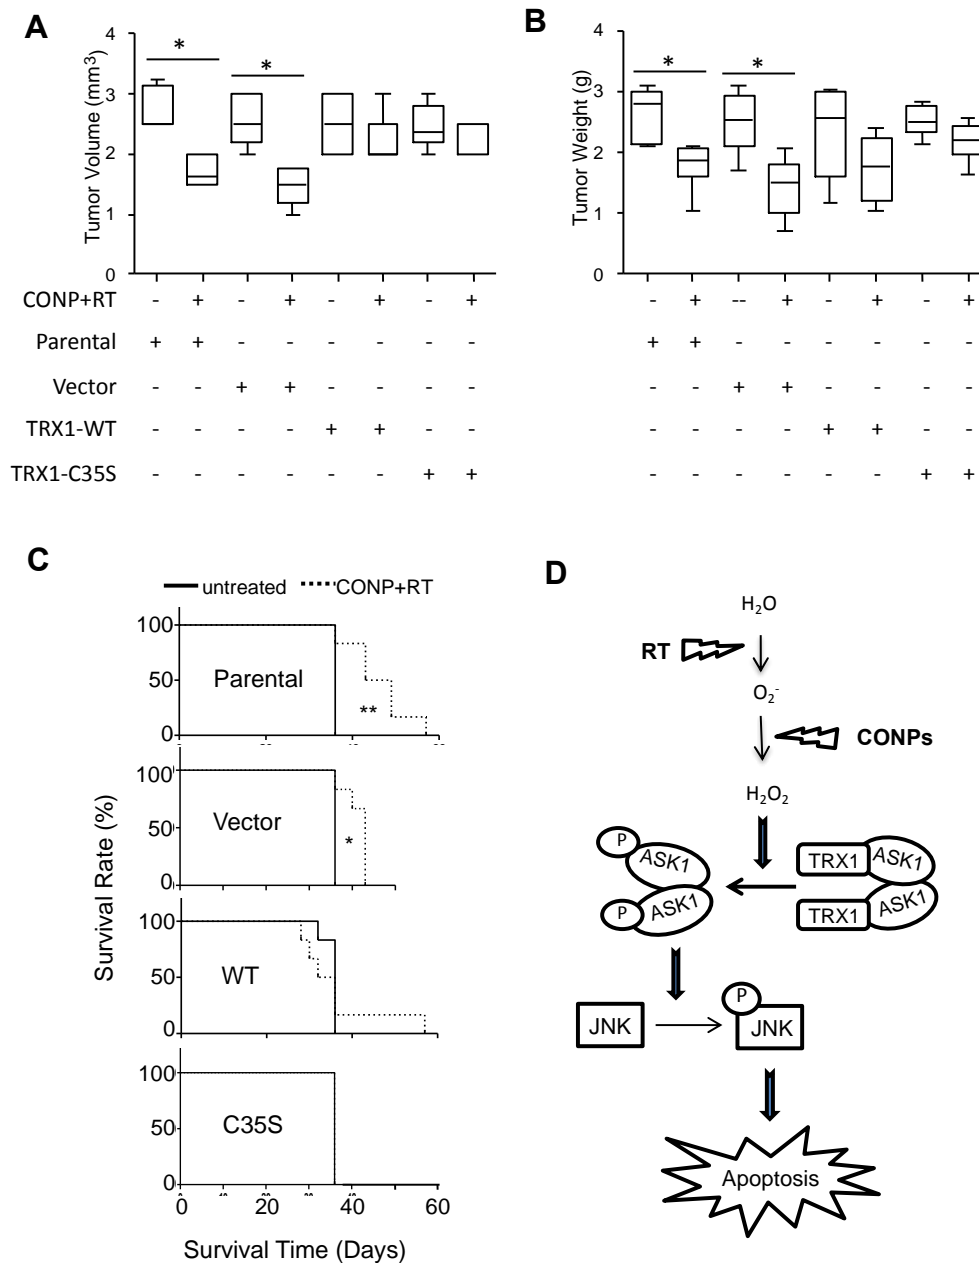 A
*
*
Tumor Volume (mm³)
4
3
2
1
0
CONP+RT - + - + - + - +
Parental + + - - - - - -
Vector - - + + - - - -
TRX1-WT - - - - + + - -
TRX1-C35S - - - - - - + +
B
*
*
Tumor Weight (g)
4
3
2
1
0
- + -- + - + - +
+ + - - - - - -
- - + + - - - -
- - - - + + - -
- - - - - - + +
C
untreated CONP+RT
Survival Rate (%)
100
50
0
Parental
**
100
50
0
Vector
*
100
50
0
WT
100
50
0
C35S
0 20 40 60
Survival Time (Days)
D
H₂O
RT
O₂⁻
CONPs
H₂O₂
P ASK1
P ASK1
TRX1 ASK1
TRX1 ASK1
JNK
P
JNK
Apoptosis